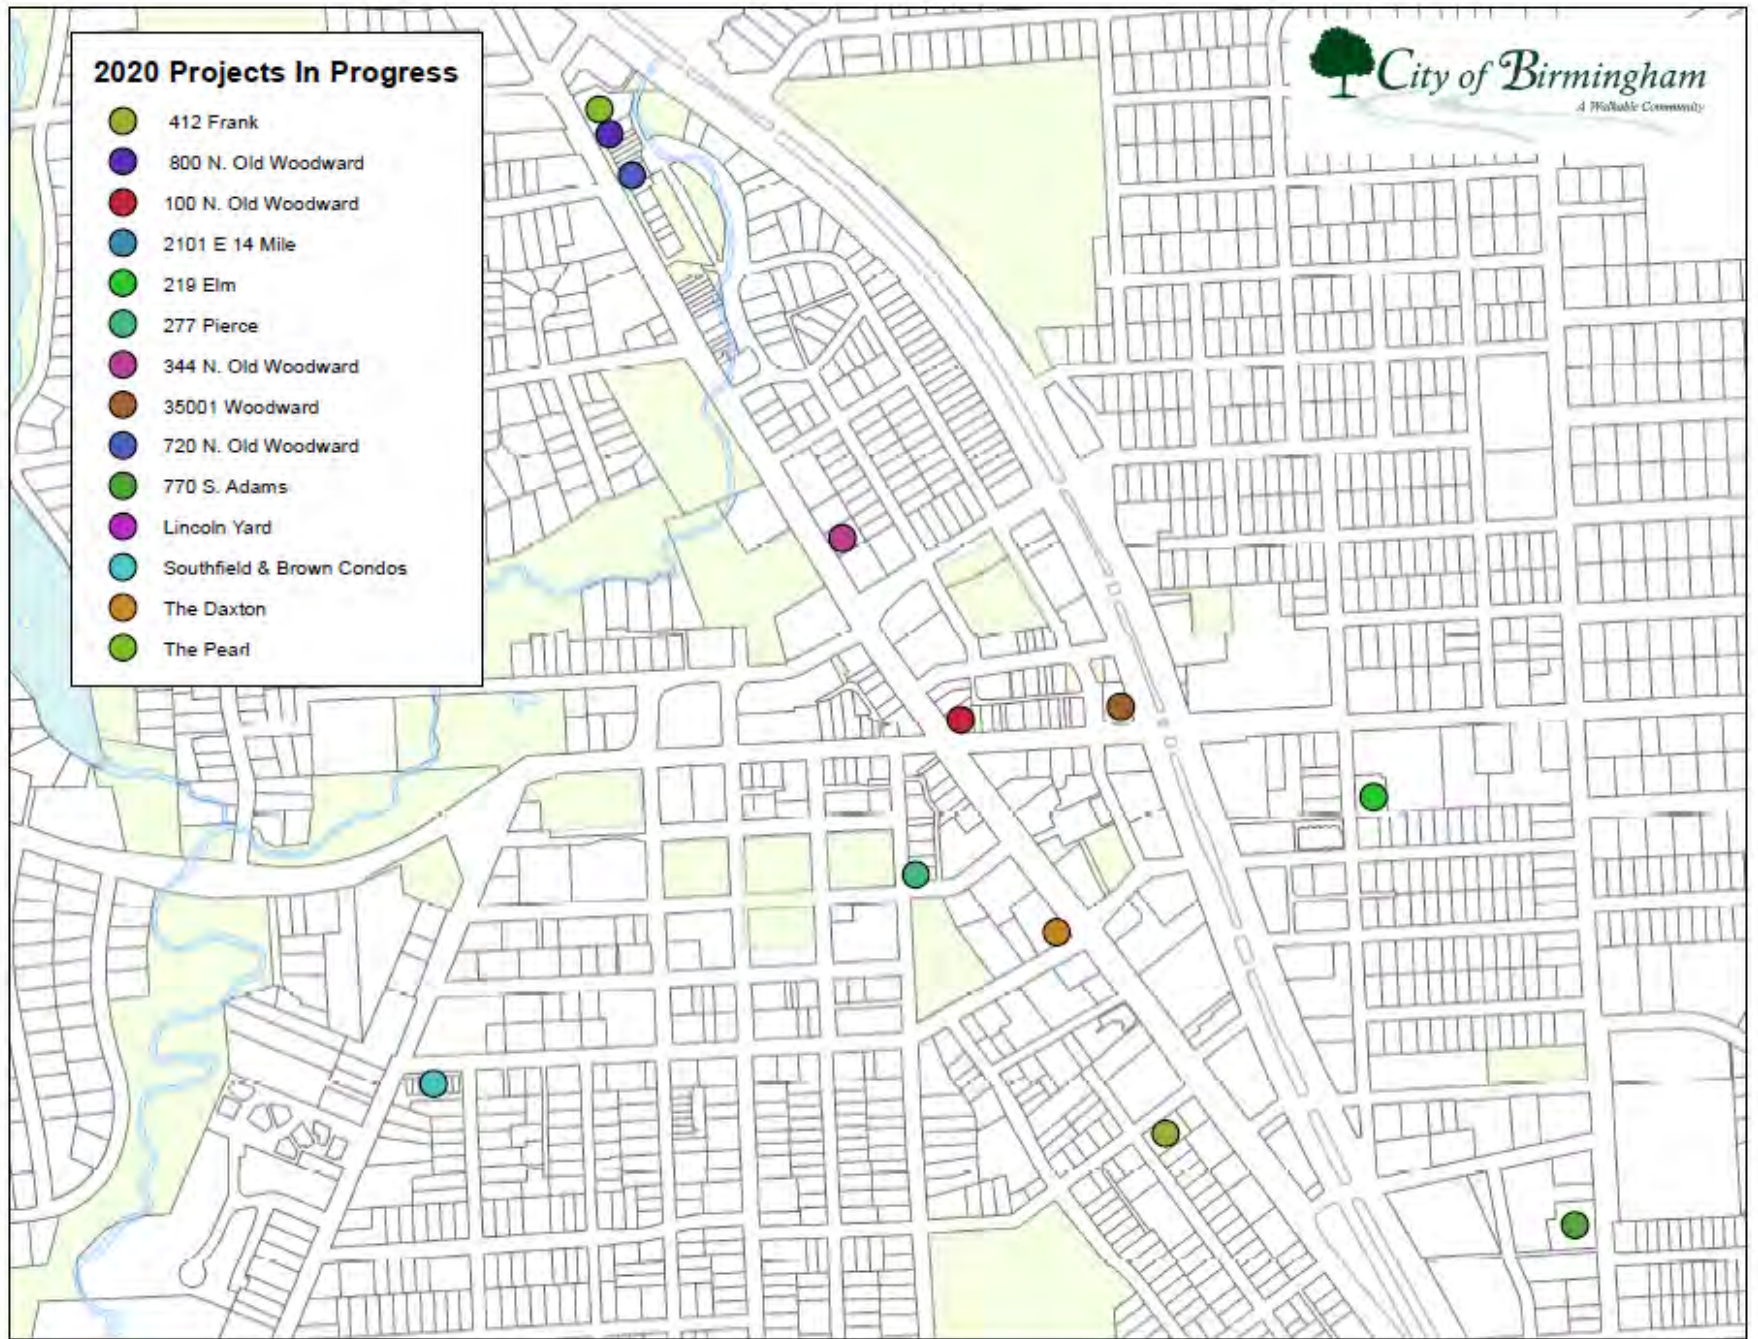 2020 Projects In Progress
412 Frank
800 N. Old Woodward
100 N. Old Woodward
2101 E 14 Mile
219 Elm
277 Pierce
344 N. Old Woodward
35001 Woodward
720 N. Old Woodward
770 S. Adams
Lincoln Yard
Southfield & Brown Condos
The Daxton
The Pearl
City of Birmingham
A Walkable Community